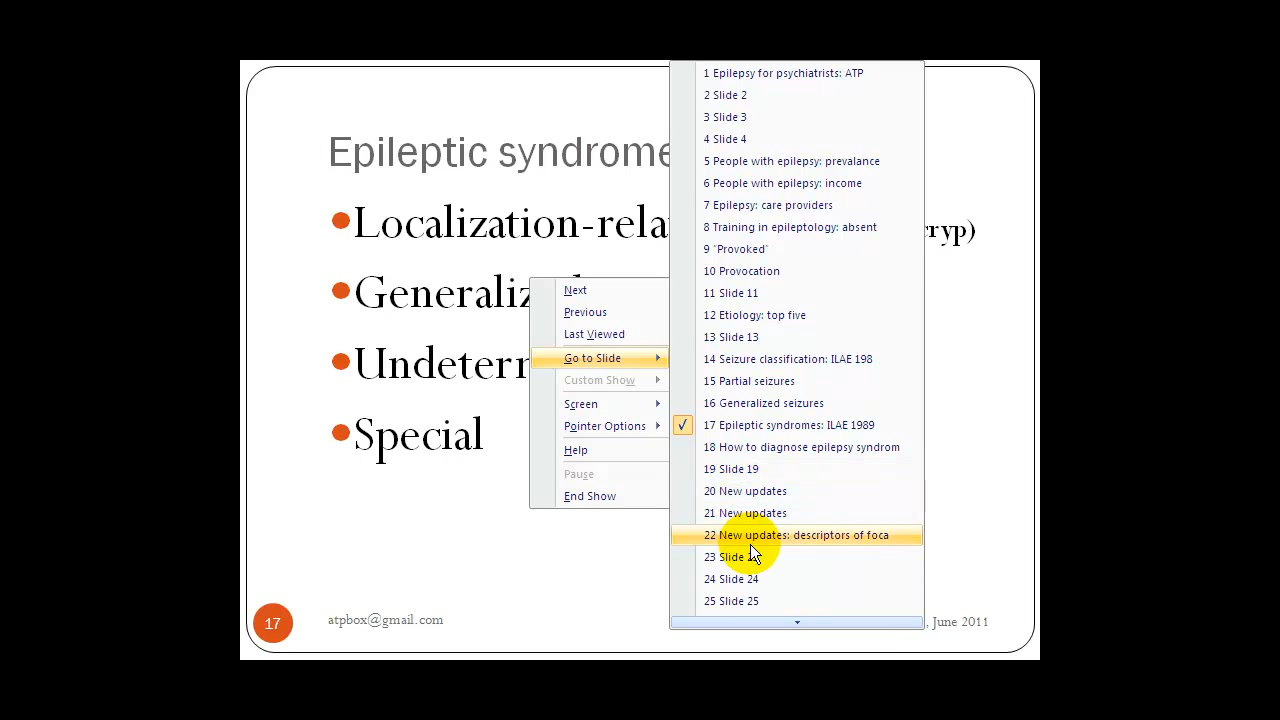 Epileptic syndrome
Localization-rela
cryp)
Generaliz
Undeterr
Special
Next
Previous
Last Viewed
Go to Slide
Custom Show
Screen
Pointer Options
Help
Pause
End Show
1 Epilepsy for psychiatrists: ATP
2 Slide 2
3 Slide 3
4 Slide 4
5 People with epilepsy: prevalance
6 People with epilepsy: income
7 Epilepsy: care providers
8 Training in epileptology: absent
9 "Provoked"
10 Provocation
11 Slide 11
12 Etiology: top five
13 Slide 13
14 Seizure classification: ILAE 198
15 Partial seizures
16 Generalized seizures
17 Epileptic syndromes: ILAE 1989
18 How to diagnose epilepsy syndrom
19 Slide 19
20 New updates
21 New updates
22 New updates: descriptors of foca
23 Slide
24 Slide 24
25 Slide 25
17
atpbox@gmail.com
, June 2011